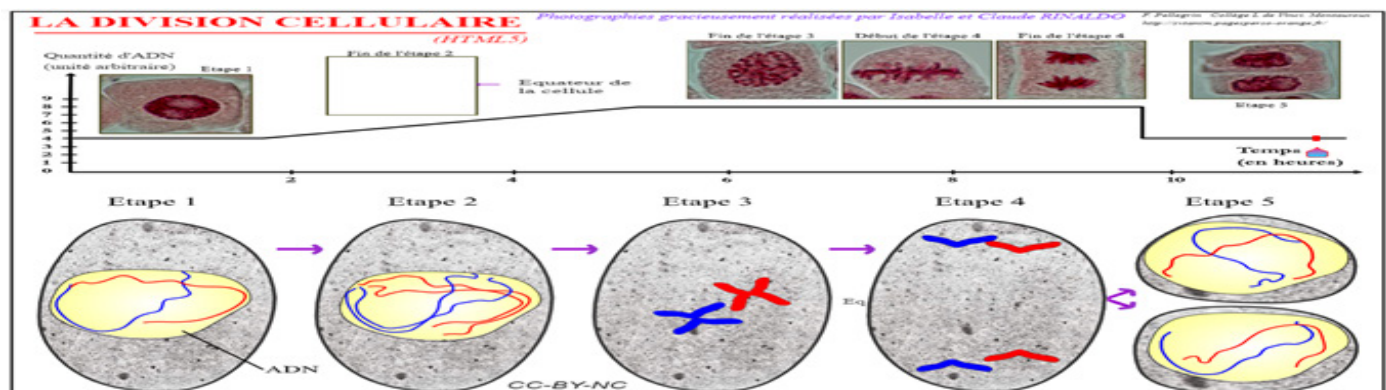 LA DIVISION CELLULAIRE
(HTML5)
Photographies gracieusement réalisées par Isabelle et Claude RINALDO
F. Pellegrin Collège
Quantité d'ADN
(unité arbitraire)
Etape 1
Fin de l'étape 2
Equateur de
la cellule
Fin de l'étape 3
Début de l'étape 4
Fin de l'étape 4
Etape 5
9
8
7
6
5
4
3
2
1
0
Temps
(en heures)
2
4
6
8
10
Etape 1
Etape 2
Etape 3
Etape 4
Etape 5
Eq
ADN
CC-BY-NC